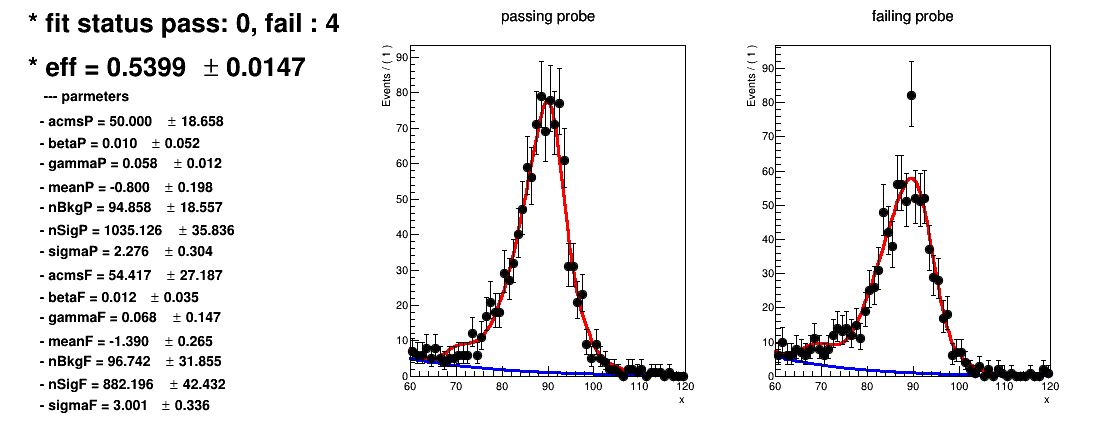 * fit status pass: 0, fail : 4
* eff = 0.5399 ± 0.0147
--- parmeters
- acmsP = 50.000 ± 18.658
- betaP = 0.010 ± 0.052
- gammaP = 0.058 ± 0.012
- meanP = -0.800 ± 0.198
- nBkgP = 94.858 ± 18.557
- nSigP = 1035.126 ± 35.836
- sigmaP = 2.276 ± 0.304
- acmsF = 54.417 ± 27.187
- betaF = 0.012 ± 0.035
- gammaF = 0.068 ± 0.147
- meanF = -1.390 ± 0.265
- nBkgF = 96.742 ± 31.855
- nSigF = 882.196 ± 42.432
- sigmaF = 3.001 ± 0.336
passing probe
Events / ( 1 )
90
80
70
60
50
40
30
20
10
0
60 70 80 90 100 110 120
x
failing probe
Events / ( 1 )
90
80
70
60
50
40
30
20
10
0
60 70 80 90 100 110 120
x